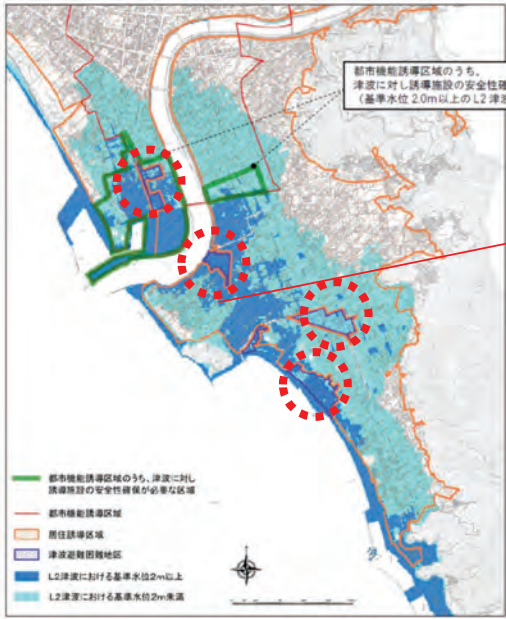 都市機能誘導区域のうち、
津波に対し誘導施設の安全性確
（基準水位2.0m以上のL2津波
都市機能誘導区域のうち、津波に対し
誘導施設の安全性確保が必要な区域
都市機能誘導区域
居住誘導区域
津波避難困難地区
L2津波における基準水位2m以上
L2津波における基準水位2m未満